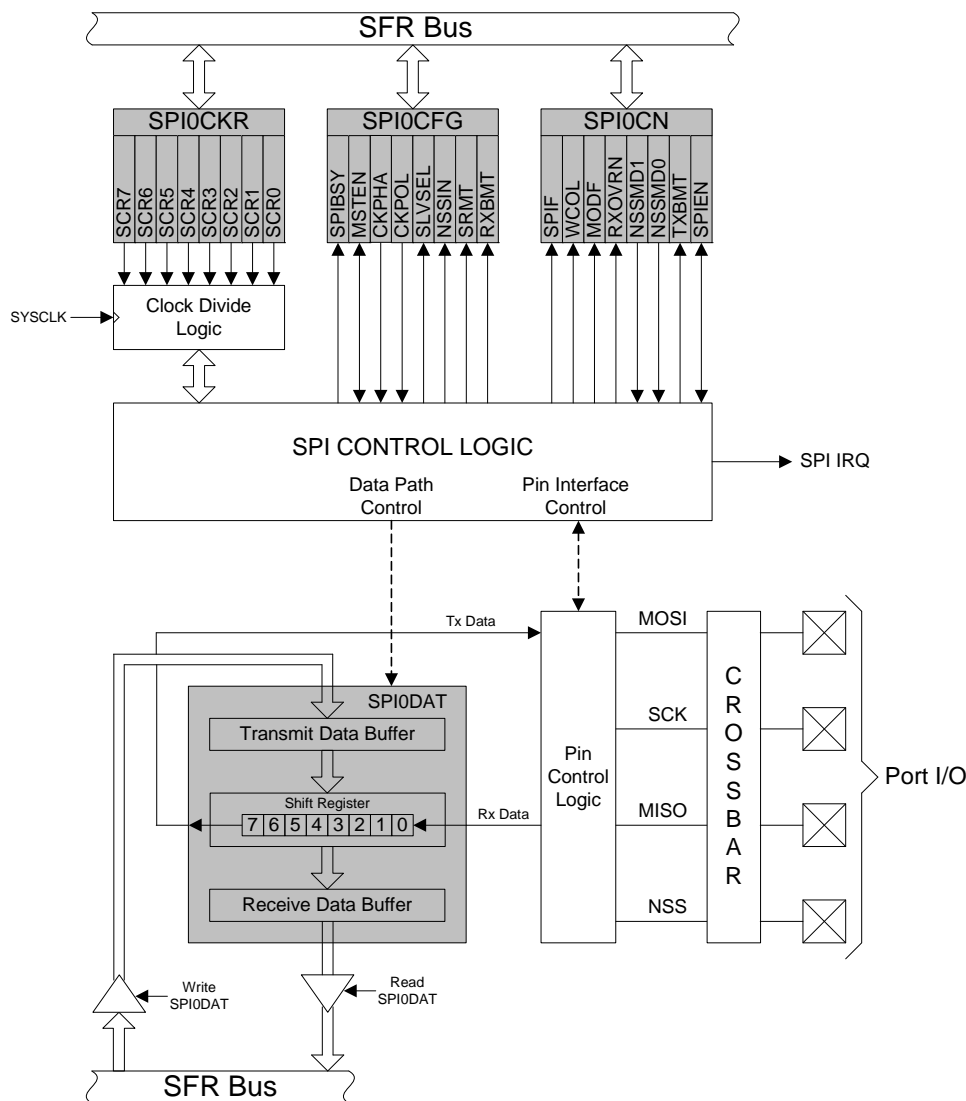 SFR Bus
SPI0CKR
SCR7
SCR6
SCR5
SCR4
SCR3
SCR2
SCR1
SCR0
SPI0CFG
SPIBSY
MSTEN
CKPHA
CKPOL
SLVSEL
NSSIN
SRMT
RXBMT
SPI0CN
SPIF
WCOL
MODF
RXOVRN
NSSMD1
NSSMD0
TXBMT
SPIEN
SYSCLK
Clock Divide
Logic
SPI CONTROL LOGIC
Data Path
Control
Pin Interface
Control
SPI IRQ
Tx Data
SPI0DAT
Transmit Data Buffer
Shift Register
7 6 5 4 3 2 1 0
Rx Data
Receive Data Buffer
Pin
Control
Logic
MOSI
SCK
MISO
NSS
CROSSBAR
Port I/O
Write
SPI0DAT
Read
SPI0DAT
SFR Bus